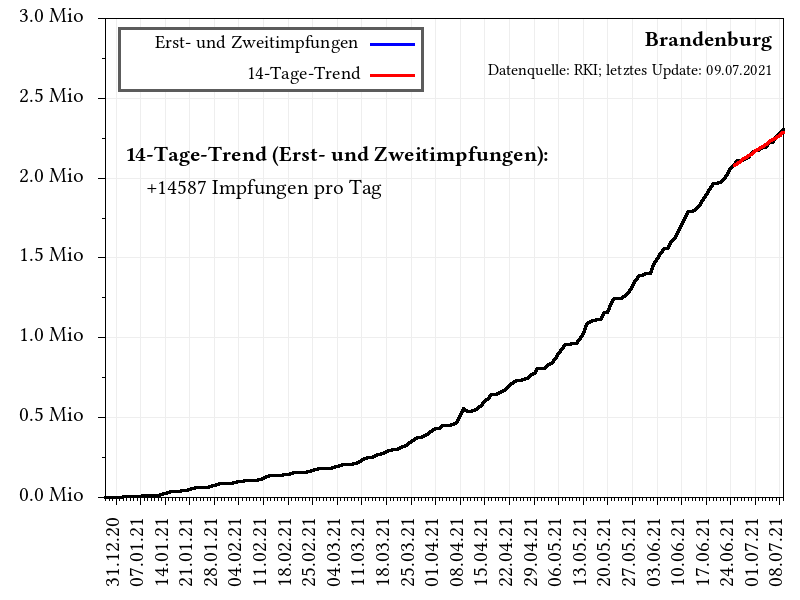 3.0 Mio
2.5 Mio
2.0 Mio
1.5 Mio
1.0 Mio
0.5 Mio
0.0 Mio
Erst- und Zweitimpfungen
14-Tage-Trend
Brandenburg
Datenquelle: RKI; letztes Update: 09.07.2021
14-Tage-Trend (Erst- und Zweitimpfungen):
+14587 Impfungen pro Tag
31.12.20
07.01.21
14.01.21
21.01.21
28.01.21
04.02.21
11.02.21
18.02.21
25.02.21
04.03.21
11.03.21
18.03.21
25.03.21
01.04.21
08.04.21
15.04.21
22.04.21
29.04.21
06.05.21
13.05.21
20.05.21
27.05.21
03.06.21
10.06.21
17.06.21
24.06.21
01.07.21
08.07.21